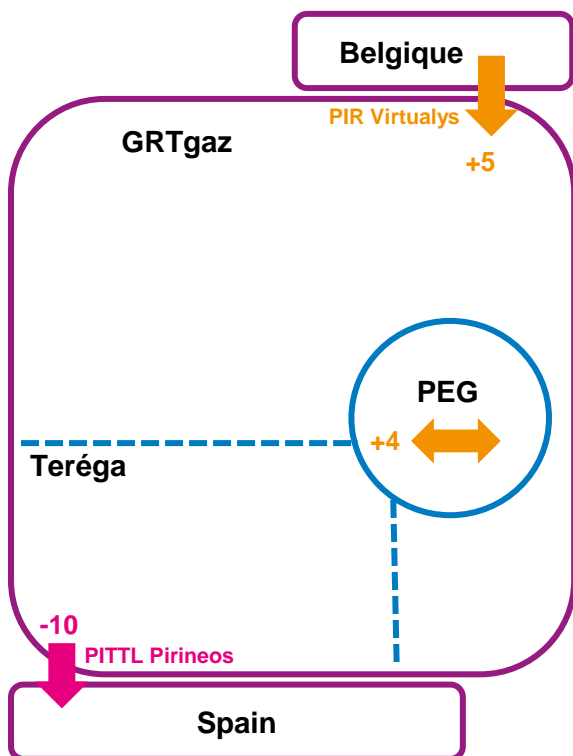 Belgique
PIR Virtualys
GRTgaz
+5
PEG
+4
Teréga
-10
PITTL Pirineos
Spain